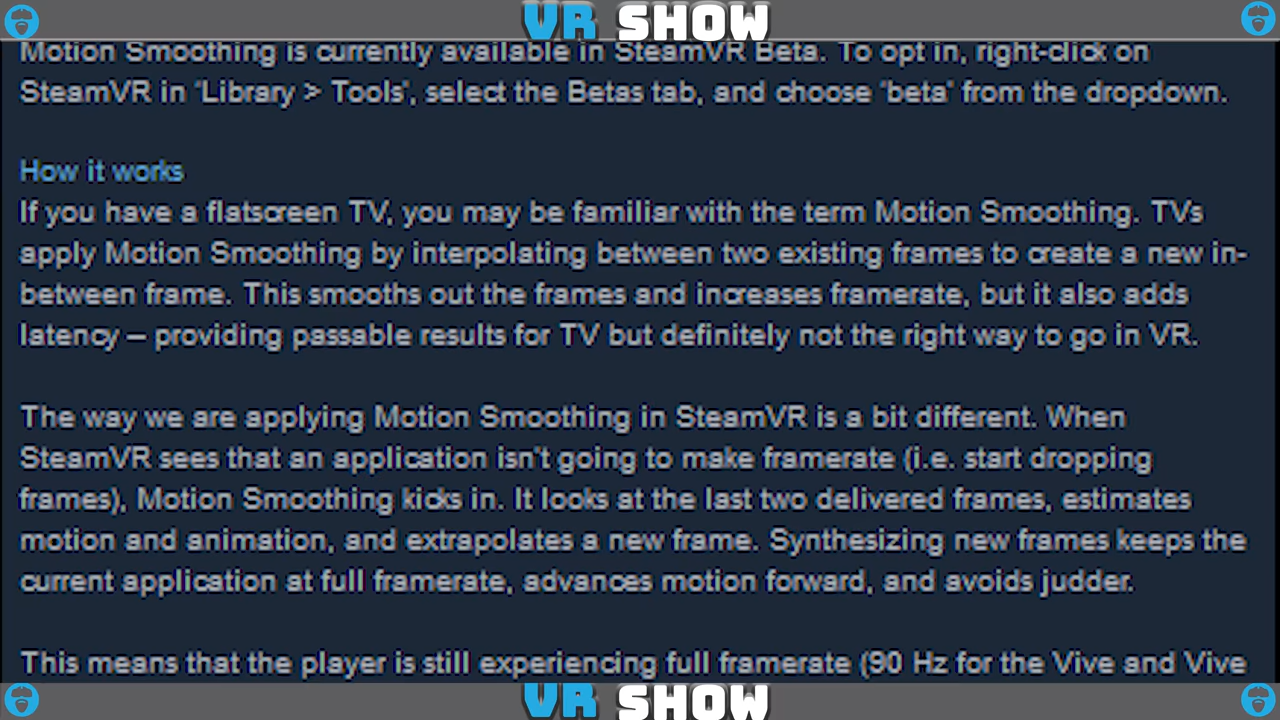 VR SHOW
Motion Smoothing is currently available in SteamVR Beta. To opt in, right-click on
SteamVR in 'Library > Tools', select the Betas tab, and choose 'beta' from the dropdown.
How it works
If you have a flatscreen TV, you may be familiar with the term Motion Smoothing. TVs
apply Motion Smoothing by interpolating between two existing frames to create a new in-
between frame. This smooths out the frames and increases framerate, but it also adds
latency – providing passable results for TV but definitely not the right way to go in VR.
The way we are applying Motion Smoothing in SteamVR is a bit different. When
SteamVR sees that an application isn't going to make framerate (i.e. start dropping
frames), Motion Smoothing kicks in. It looks at the last two delivered frames, estimates
motion and animation, and extrapolates a new frame. Synthesizing new frames keeps the
current application at full framerate, advances motion forward, and avoids judder.
This means that the player is still experiencing full framerate (90 Hz for the Vive and Vive
VR SHOW